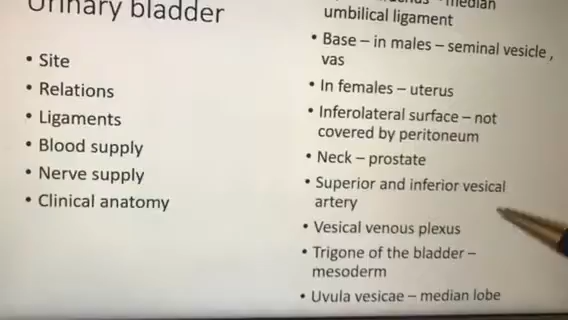 Urinary bladder
• Site
• Relations
• Ligaments
• Blood supply
• Nerve supply
• Clinical anatomy
median
umbilical ligament
• Base – in males – seminal vesicle ,
vas
• In females – uterus
• Inferolateral surface – not
covered by peritoneum
• Neck – prostate
• Superior and inferior vesical
artery
• Vesical venous plexus
• Trigone of the bladder –
mesoderm
• Uvula vesicae – median lobe